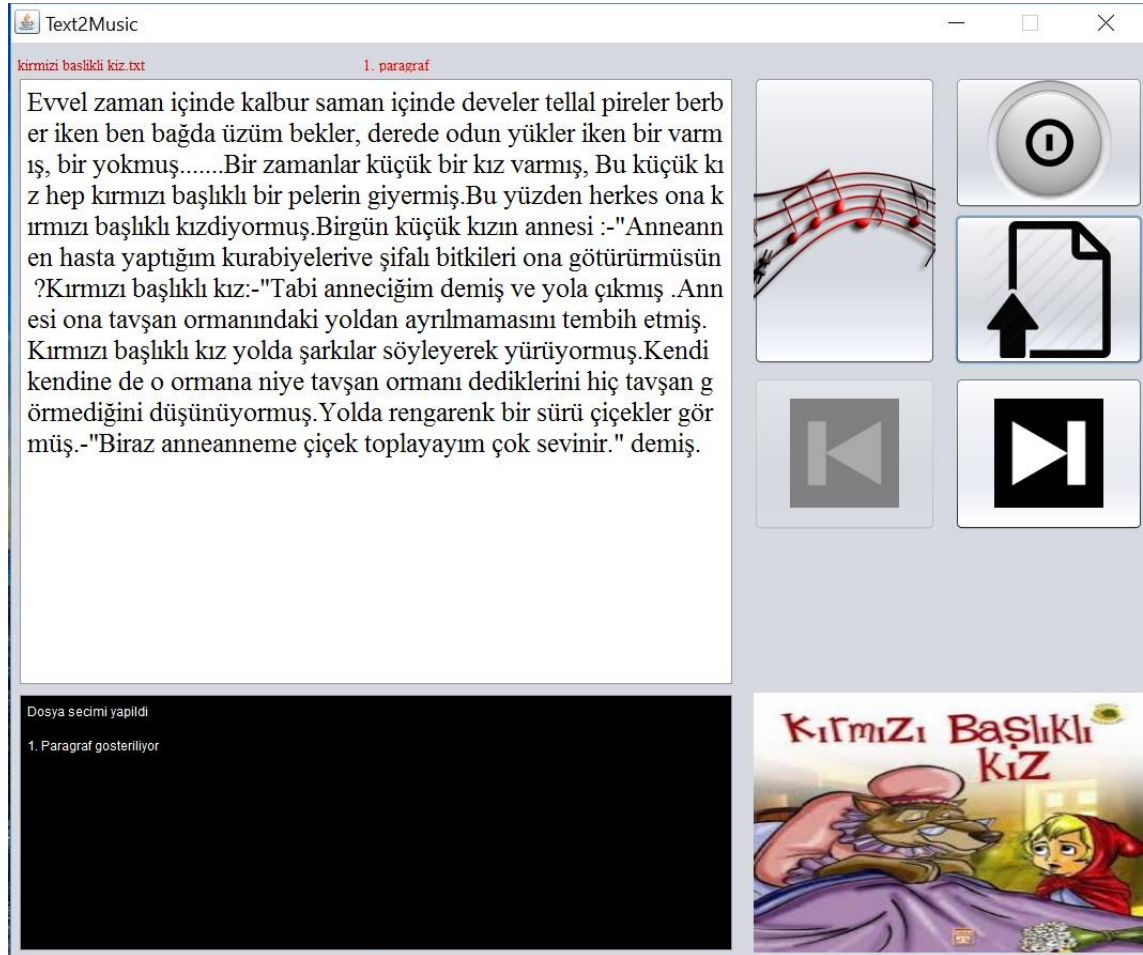 Text2Music
kirmizi baslikli kiz.txt
1. paragraf
Evvel zaman içinde kalbur saman içinde develer tellal pireler berb
er iken ben bağda üzüm bekler, derede odun yükler iken bir varm
ış, bir yokmuş.......Bir zamanlar küçük bir kız varmış, Bu küçük kı
z hep kırmızı başlıklı bir pelerin giyermiş.Bu yüzden herkes ona k
ırmızı başlıklı kızdiyormuş.Birgün küçük kızın annesi :-"Anneann
en hasta yaptığım kurabiyelerive şifalı bitkileri ona götürürmüsün
?Kırmızı başlıklı kız:-"Tabi anneciğim demiş ve yola çıkmış .Ann
esi ona tavşan ormanındaki yoldan ayrılmamasını tembih etmiş.
Kırmızı başlıklı kız yolda şarkılar söyleyerek yürüyormuş.Kendi
kendine de o ormana niye tavşan ormanı dediklerini hiç tavşan g
örmediğini düşünüyormuş.Yolda rengarenk bir sürü çiçekler gör
müş.-"Biraz anneanneme çiçek toplayayım çok sevinir." demiş.
Dosya secimi yapildi
1. Paragraf gosteriliyor
Kırmızı Başlıklı
Kız